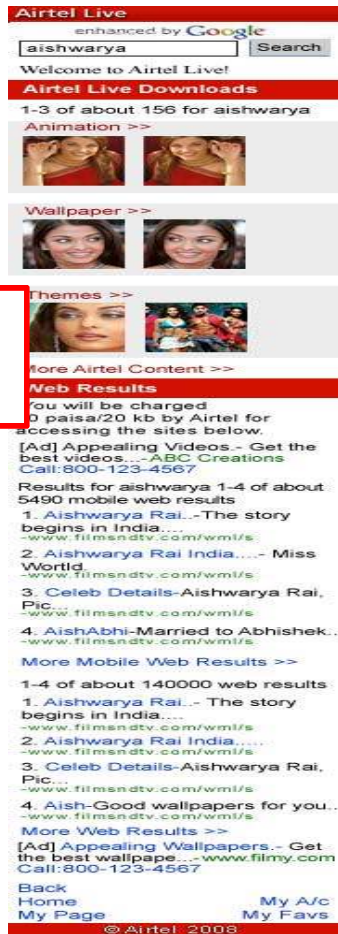 Airtel Live
enhanced by Google
aishwarya Search
Welcome to Airtel Live!
Airtel Live Downloads
1-3 of about 156 for aishwarya
Animation >>
Wallpaper >>
Themes >>
More Airtel Content >>
Web Results
You will be charged
0 paisa/20 kb by Airtel for
accessing the sites below.
[Ad] Appealing Videos.- Get the
best videos...-ABC Creations
Call:800-123-4567
Results for aishwarya 1-4 of about
5490 mobile web results
1. Aishwarya Rai..-The story
begins in India....
-www.filmsndtv.com/wml/s
2. Aishwarya Rai India....- Miss
World.
-www.filmsndtv.com/wml/s
3. Celeb Details-Aishwarya Rai,
Pic...
-www.filmsndtv.com/wml/s
4. AishAbhi-Married to Abhishek..
-www.filmsndtv.com/wml/s
More Mobile Web Results >>
1-4 of about 140000 web results
1. Aishwarya Rai..- The story
begins in India....
-www.filmsndtv.com/wml/s
2. Aishwarya Rai India.....
-www.filmsndtv.com/wml/s
3. Celeb Details-Aishwarya Rai,
Pic...
-www.filmsndtv.com/wml/s
4. Aish-Good wallpapers for you..
-www.filmsndtv.com/wml/s
More Web Results >>
[Ad] Appealing Wallpapers.- Get
the best wallpape...-www.filmy.com
Call:800-123-4567
Back
Home My A/c
My Page My Favs
© Airtel 2008